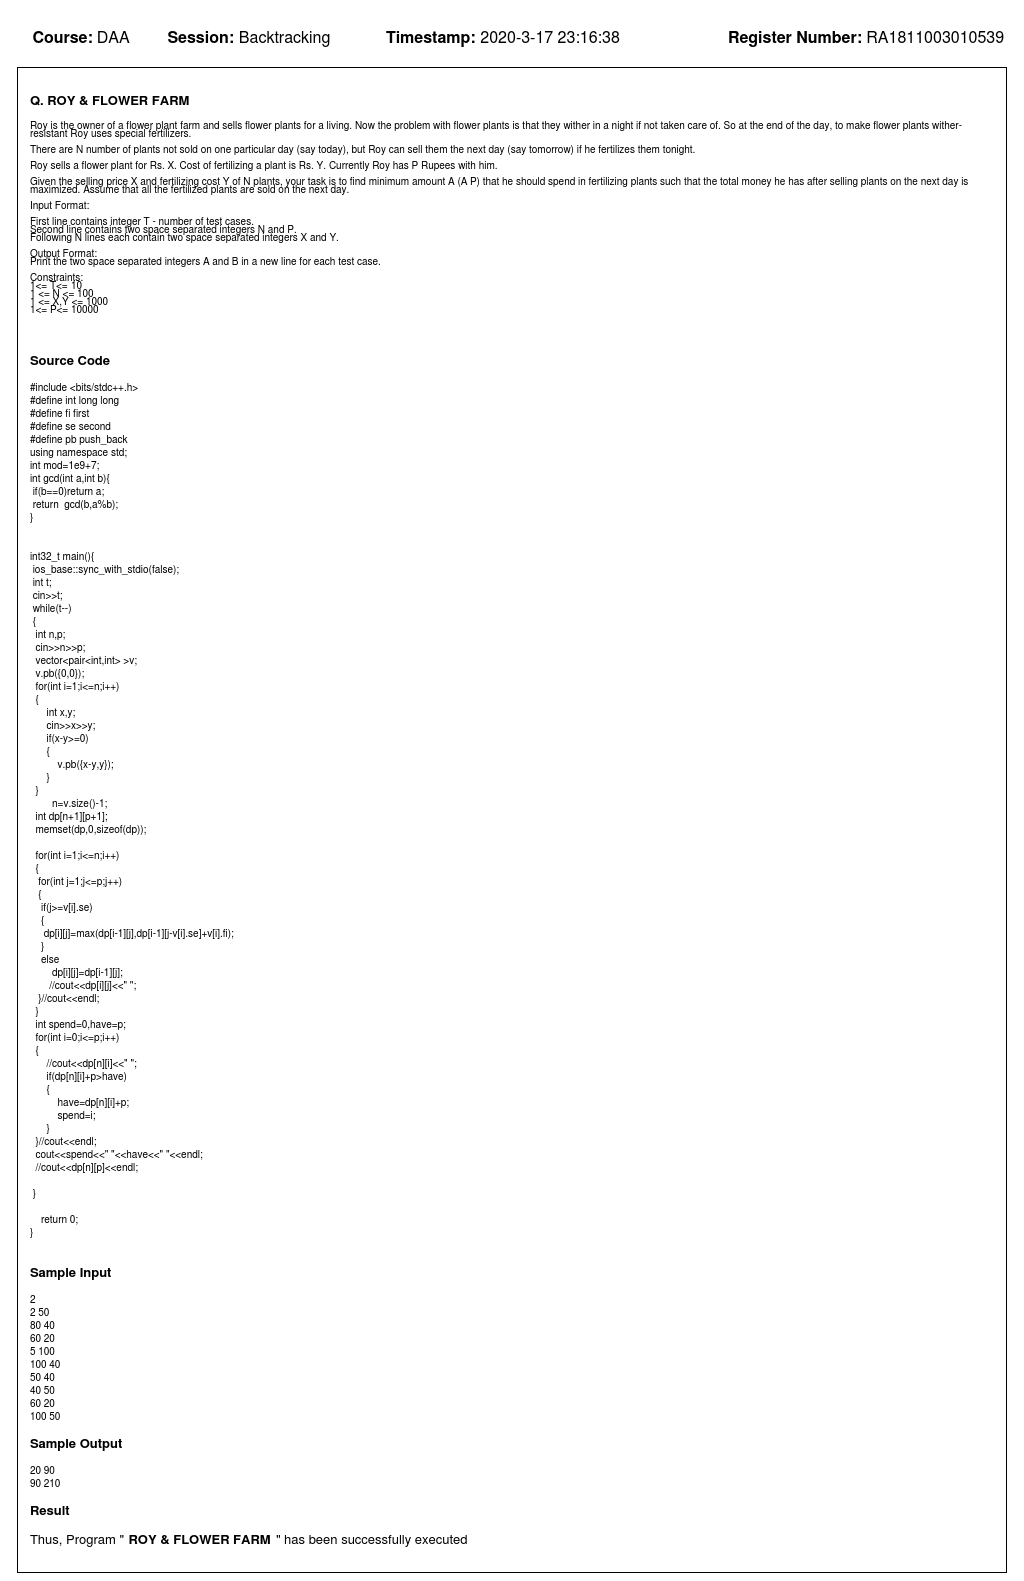 Course: DAA Session: Backtracking Timestamp: 2020-3-17 23:16:38 Register Number: RA1811003010539
Q. ROY & FLOWER FARM
Roy is the owner of a flower plant farm and sells flower plants for a living. Now the problem with flower plants is that they wither in a night if not taken care of. So at the end of the day, to make flower plants wither-
resistant Roy uses special fertilizers.
There are N number of plants not sold on one particular day (say today), but Roy can sell them the next day (say tomorrow) if he fertilizes them tonight.
Roy sells a flower plant for Rs. X. Cost of fertilizing a plant is Rs. Y. Currently Roy has P Rupees with him.
Given the selling price X and fertilizing cost Y of N plants, your task is to find minimum amount A (A P) that he should spend in fertilizing plants such that the total money he has after selling plants on the next day is
maximized. Assume that all the fertilized plants are sold on the next day.
Input Format:
First line contains integer T - number of test cases.
Second line contains two space separated integers N and P.
Following N lines each contain two space separated integers X and Y.
Output Format:
Print the two space separated integers A and B in a new line for each test case.
Constraints:
1<= T<= 10
1 <= N <= 100
1 <= X,Y <= 1000
1<= P<= 10000
Source Code
#include <bits/stdc++.h>
#define int long long
#define fi first
#define se second
#define pb push_back
using namespace std;
int mod=1e9+7;
int gcd(int a,int b){
if(b==0)return a;
return  gcd(b,a%b);
}
int32_t main(){
ios_base::sync_with_stdio(false);
int t;
cin>>t;
while(t--)
{
int n,p;
cin>>n>>p;
vector<pair<int,int> >v;
v.pb({0,0});
for(int i=1;i<=n;i++)
{
int x,y;
cin>>x>>y;
if(x-y>=0)
{
v.pb({x-y,y});
}
}
n=v.size()-1;
int dp[n+1][p+1];
memset(dp,0,sizeof(dp));
for(int i=1;i<=n;i++)
{
for(int j=1;j<=p;j++)
{
if(j>=v[i].se)
{
dp[i][j]=max(dp[i-1][j],dp[i-1][j-v[i].se]+v[i].fi);
}
else
dp[i][j]=dp[i-1][j];
//cout<<dp[i][j]<<" ";
}//cout<<endl;
}
int spend=0,have=p;
for(int i=0;i<=p;i++)
{
//cout<<dp[n][i]<<" ";
if(dp[n][i]+p>have)
{
have=dp[n][i]+p;
spend=i;
}
}//cout<<endl;
cout<<spend<<" "<<have<<" "<<endl;
//cout<<dp[n][p]<<endl;
}
return 0;
}
Sample Input
2
2 50
80 40
60 20
5 100
100 40
50 40
40 50
60 20
100 50
Sample Output
20 90
90 210
Result
Thus, Program " ROY & FLOWER FARM " has been successfully executed